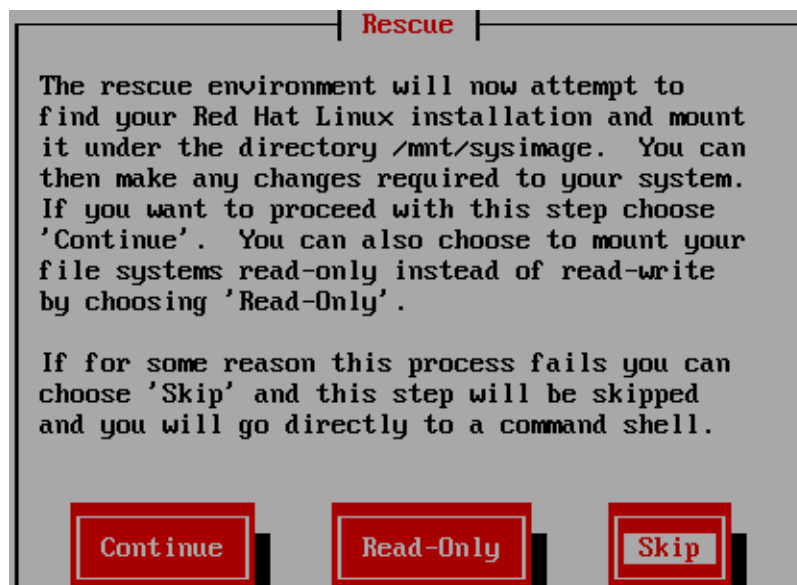 Rescue
The rescue environment will now attempt to
find your Red Hat Linux installation and mount
it under the directory /mnt/sysimage.  You can
then make any changes required to your system.
If you want to proceed with this step choose
'Continue'.  You can also choose to mount your
file systems read-only instead of read-write
by choosing 'Read-Only'.
If for some reason this process fails you can
choose 'Skip' and this step will be skipped
and you will go directly to a command shell.
Continue Read-Only Skip